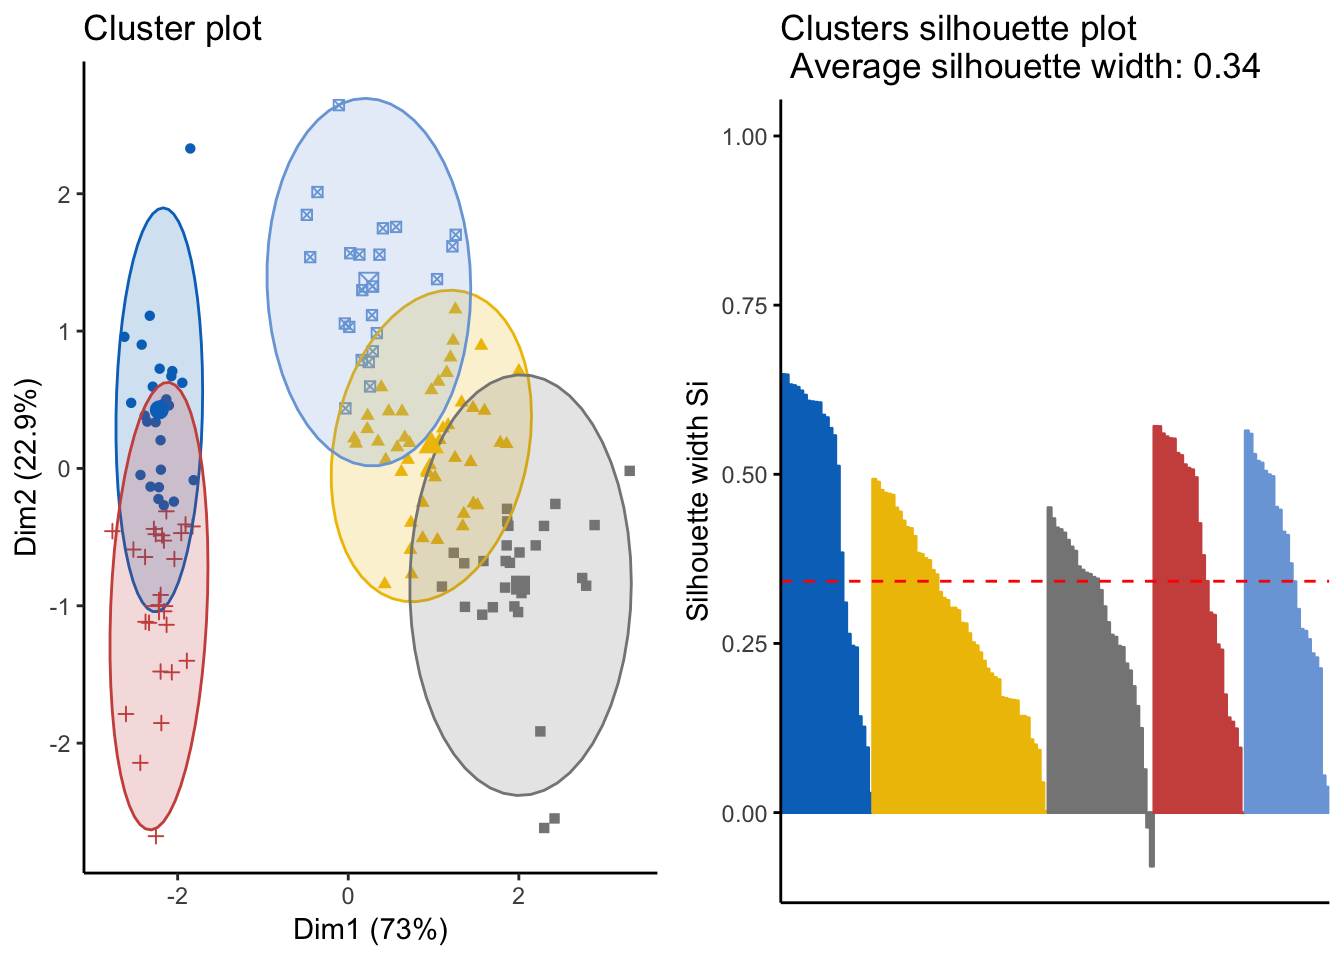 Cluster plot
Dim2 (22.9%)
2
1
0
-1
-2
-2
0
2
Dim1 (73%)
Clusters silhouette plot
Average silhouette width: 0.34
Silhouette width Si
1.00
0.75
0.50
0.25
0.00